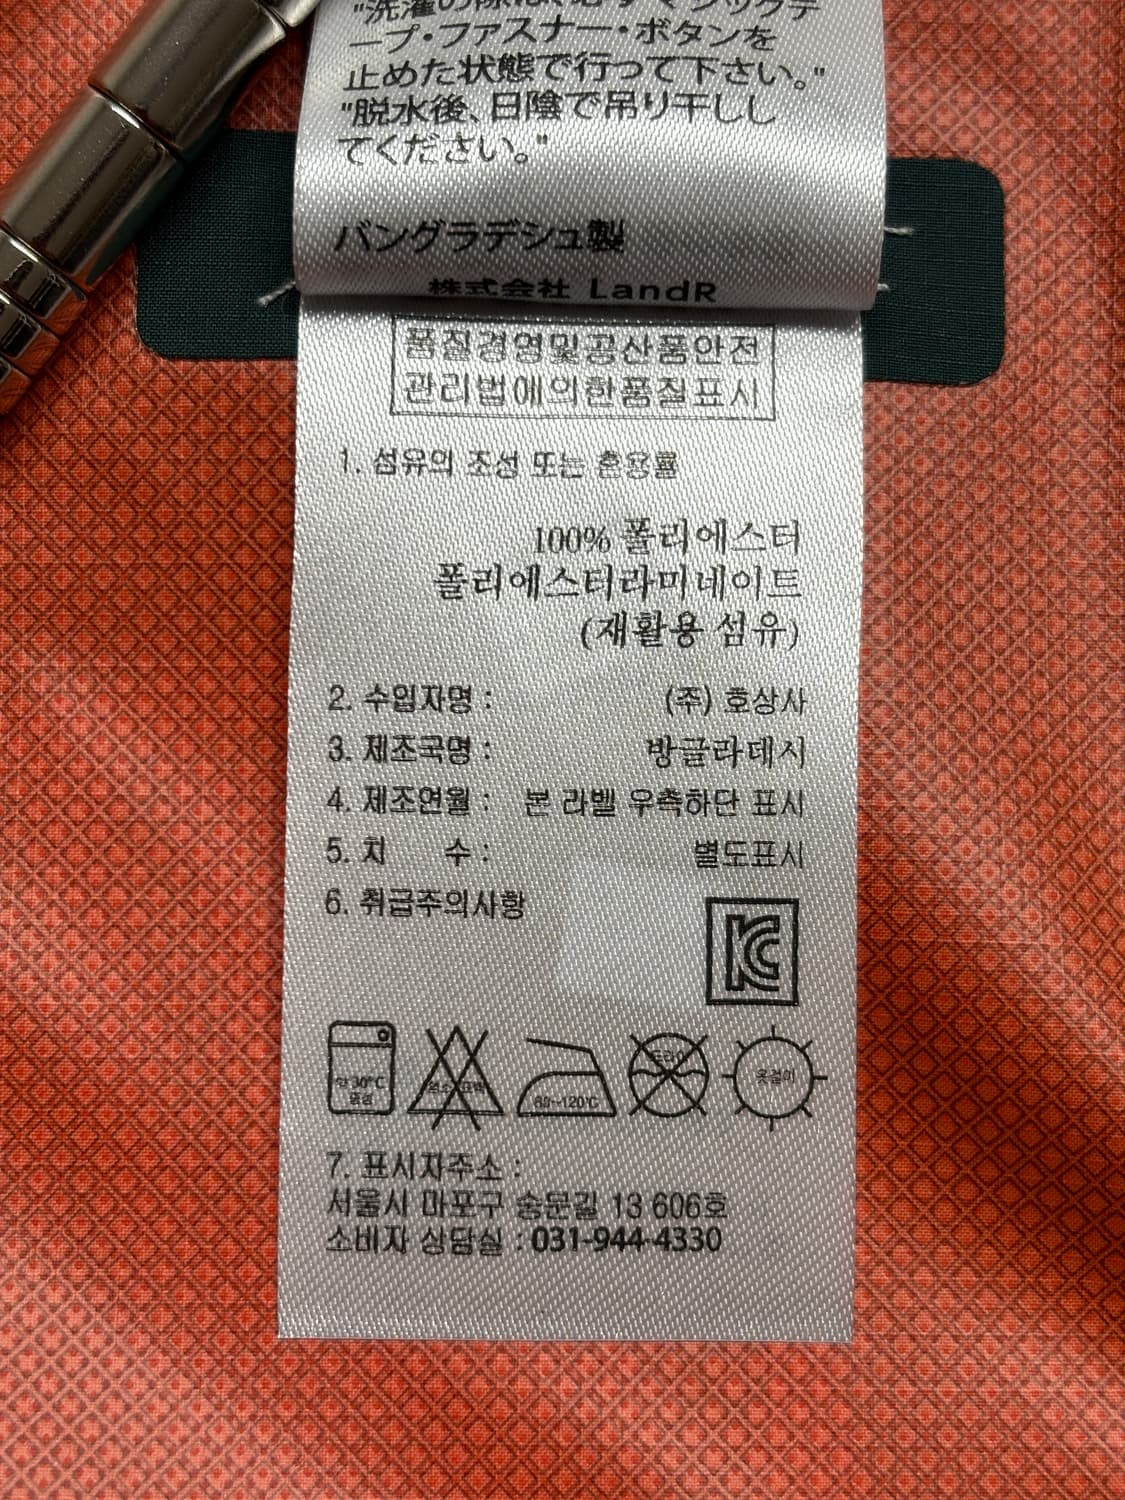 "洗濯の際は、必ずマジックテ
ープ・ファスナー・ボタンを
止めた状態で行って下さい。"
"脱水後、日陰で吊り干しし
てください。"
バングラデシュ製
株式会社 LandR
품질경영및공산품안전
관리법에의한품질표시
1. 섬유의 조성 또는 혼용률
100% 폴리에스터
폴리에스터라미네이트
(재활용 섬유)
2. 수입자명 : (주) 호상사
3. 제조국명 : 방글라데시
4. 제조연월 : 본 라벨 우측하단 표시
5. 치 수 : 별도표시
6. 취급주의사항
KC
약 30°C
중성
염소 표백
80~120°C
드라이
옷걸이
7. 표시자주소 :
서울시 마포구 송문길 13 606호
소비자 상담실 : 031-944-4330